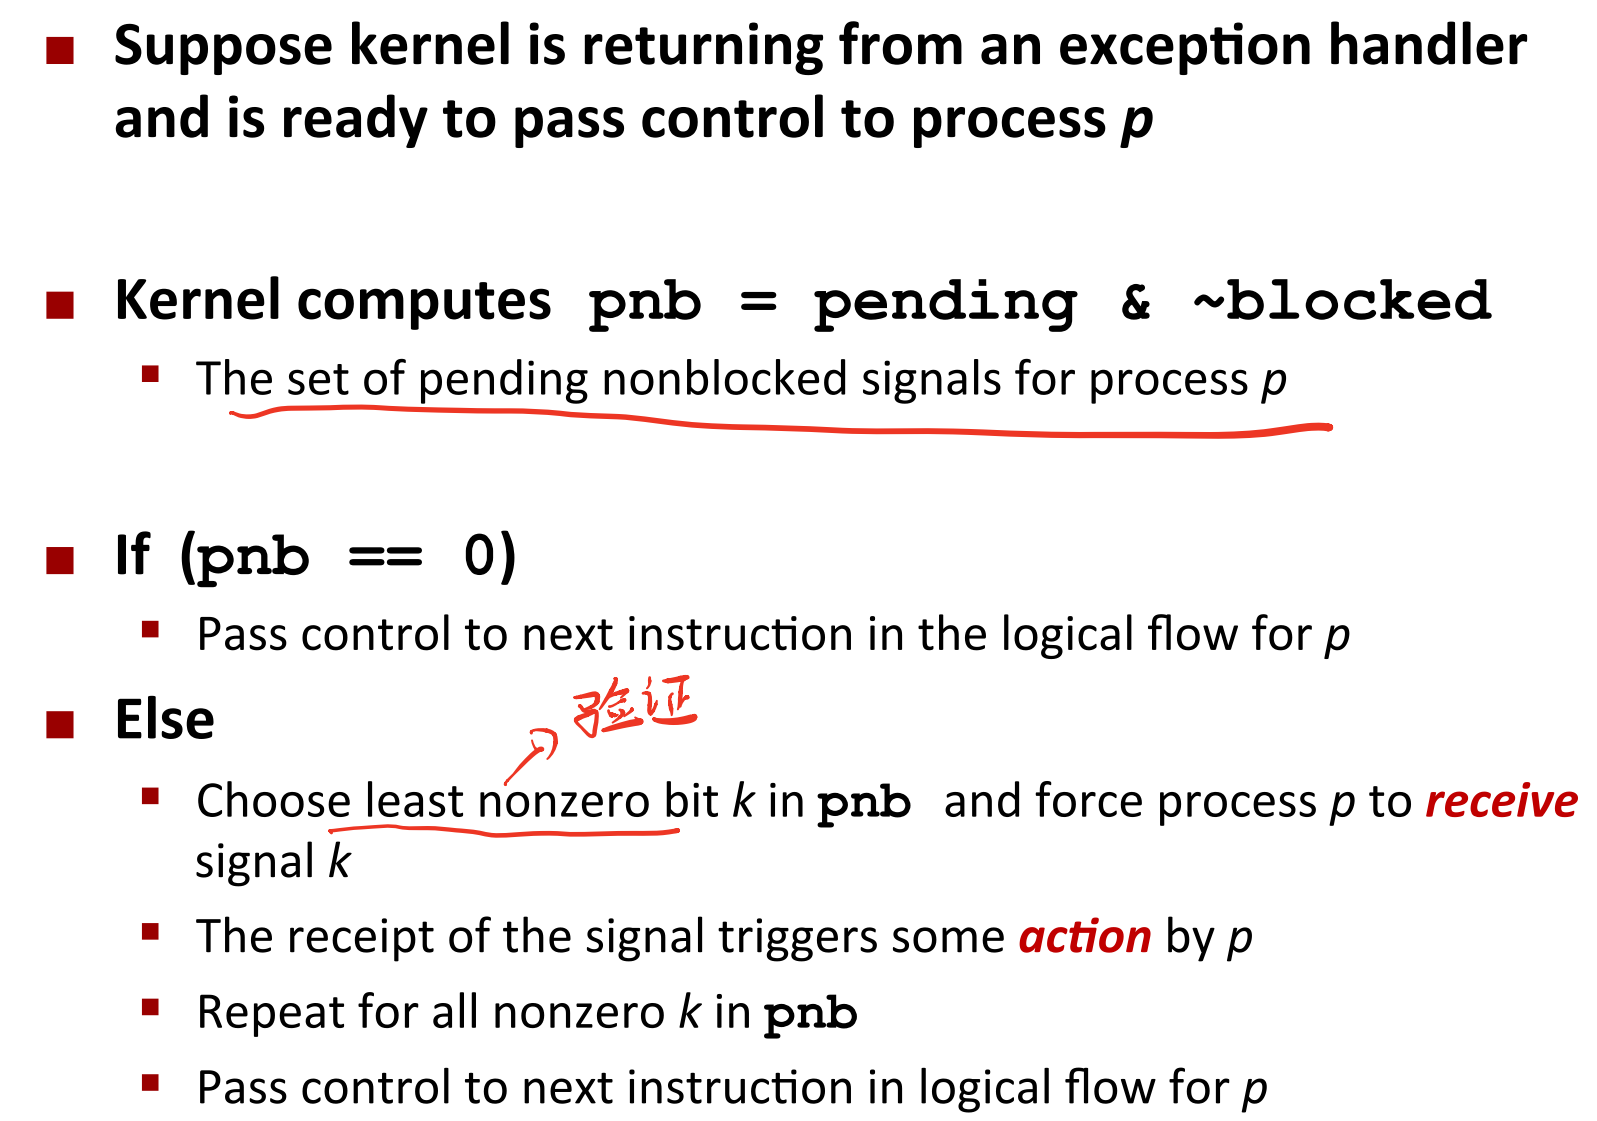 Suppose kernel is returning from an exception handler
and is ready to pass control to process p
Kernel computes pnb = pending & ~blocked
The set of pending nonblocked signals for process p
If (pnb == 0)
Pass control to next instruction in the logical flow for p
Else
验证
Choose least nonzero bit k in pnb and force process p to receive
signal k
The receipt of the signal triggers some action by p
Repeat for all nonzero k in pnb
Pass control to next instruction in logical flow for p